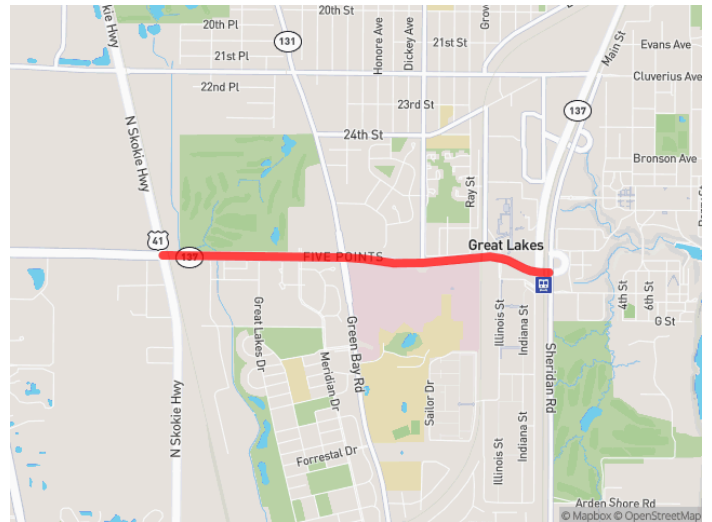 kie Hwy
20th Pl
20th St
Grov
21st Pl
131
Honore Ave
Dickey Ave
21st St
Main St
Evans Ave
Cluverius Ave
22nd Pl
N Skokie Hwy
23rd St
137
24th St
Bronson Ave
Ray St
41
137
FIVE POINTS
Great Lakes
Great Lakes Dr
Meridian Dr
Green Bay Rd
Sailor Dr
Illinois St
Indiana St
4th St
6th St
G St
Sheridan Rd
N Skokie Hwy
Forrestal Dr
Illinois St
Indiana St
Arden Shore Rd
© Mapbox © OpenStreetMap